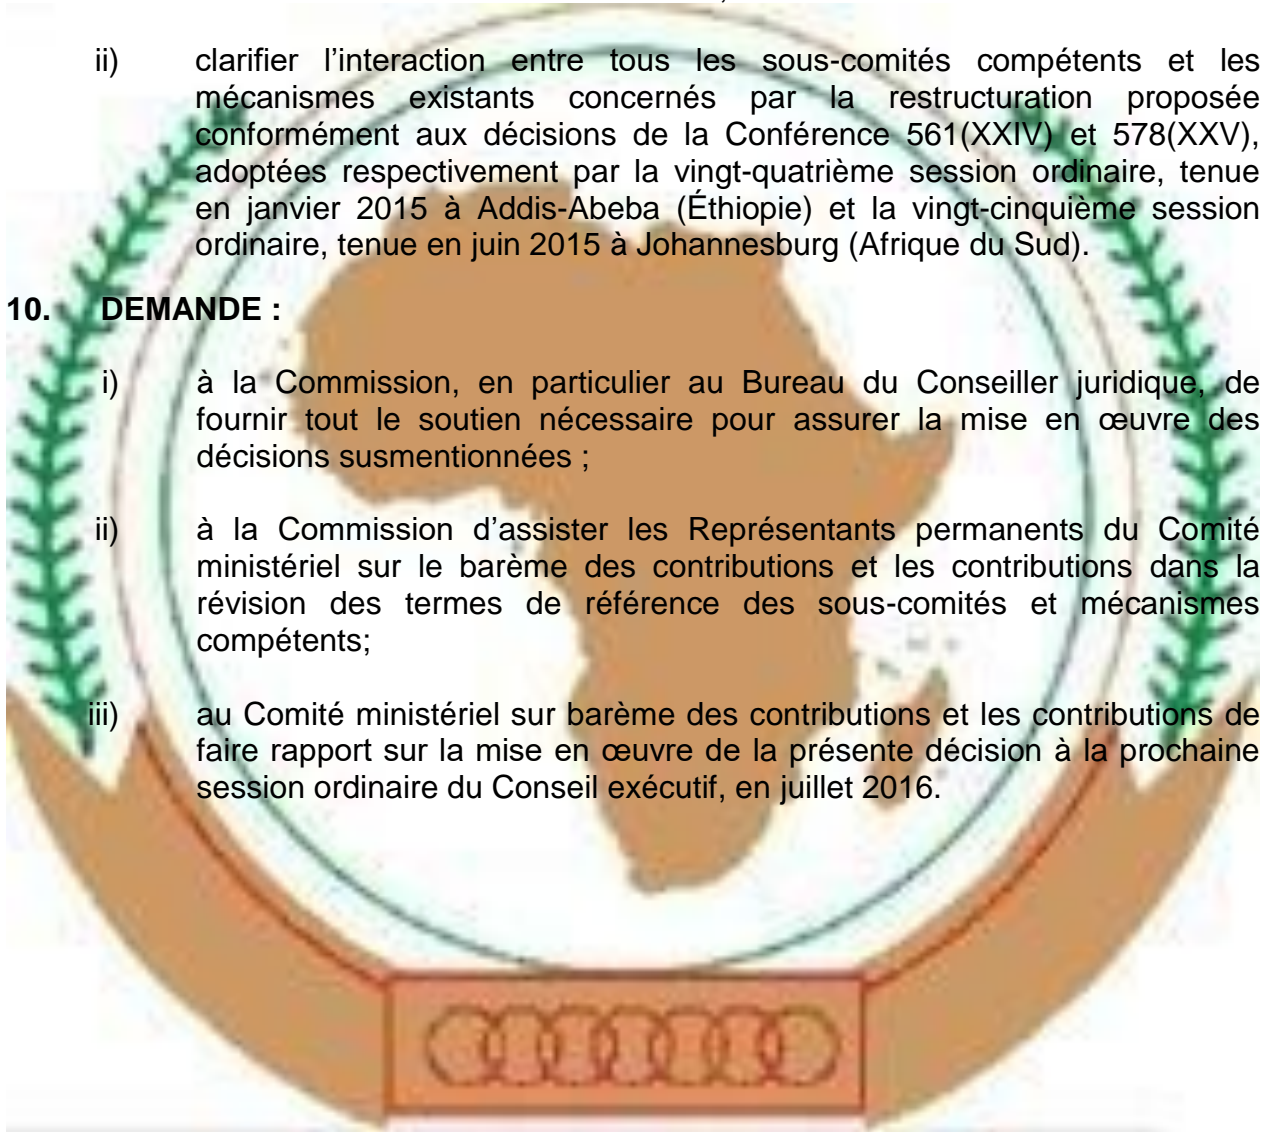 ii) clarifier l’interaction entre tous les sous-comités compétents et les
mécanismes existants concernés par la restructuration proposée
conformément aux décisions de la Conférence 561(XXIV) et 578(XXV),
adoptées respectivement par la vingt-quatrième session ordinaire, tenue
en janvier 2015 à Addis-Abeba (Éthiopie) et la vingt-cinquième session
ordinaire, tenue en juin 2015 à Johannesburg (Afrique du Sud).
10. DEMANDE :
i) à la Commission, en particulier au Bureau du Conseiller juridique, de
fournir tout le soutien nécessaire pour assurer la mise en œuvre des
décisions susmentionnées ;
ii) à la Commission d’assister les Représentants permanents du Comité
ministériel sur le barème des contributions et les contributions dans la
révision des termes de référence des sous-comités et mécanismes
compétents;
iii) au Comité ministériel sur barème des contributions et les contributions de
faire rapport sur la mise en œuvre de la présente décision à la prochaine
session ordinaire du Conseil exécutif, en juillet 2016.